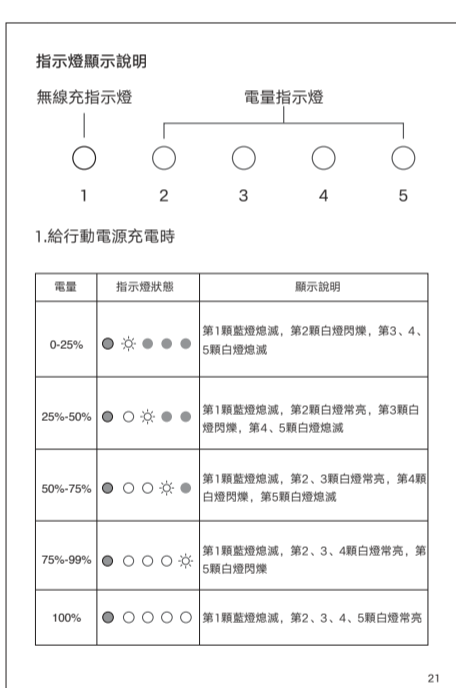 指示燈顯示說明
無線充指示燈
電量指示燈
1 2 3 4 5
1.給行動電源充電時
電量 指示燈狀態 顯示說明
0-25% 第1顆藍燈熄滅，第2顆白燈閃爍，第3、4、
5顆白燈熄滅
25%-50% 第1顆藍燈熄滅，第2顆白燈常亮，第3顆白
燈閃爍，第4、5顆白燈熄滅
50%-75% 第1顆藍燈熄滅，第2、3顆白燈常亮，第4顆
白燈閃爍，第5顆白燈熄滅
75%-99% 第1顆藍燈熄滅，第2、3、4顆白燈常亮，第
5顆白燈閃爍
100% 第1顆藍燈熄滅，第2、3、4、5顆白燈常亮
21